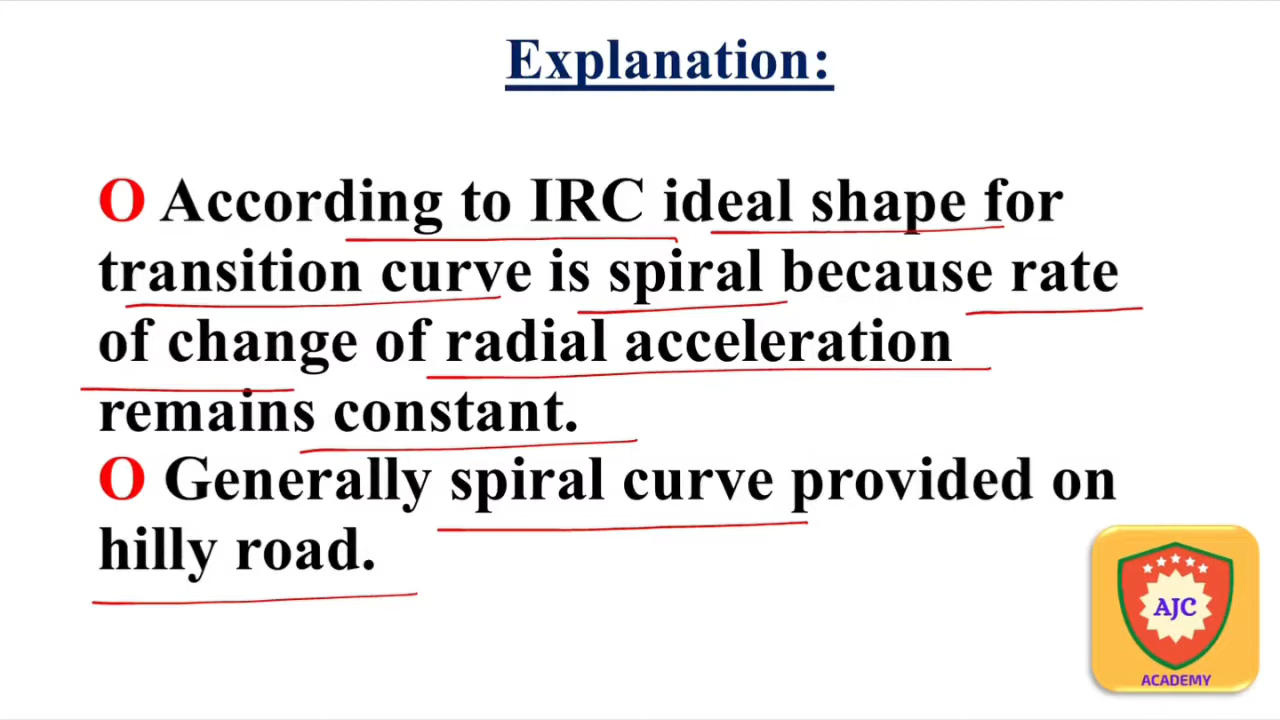 Explanation:
O According to IRC ideal shape for
transition curve is spiral because rate
of change of radial acceleration
remains constant.
O Generally spiral curve provided on
hilly road.
AJC
ACADEMY